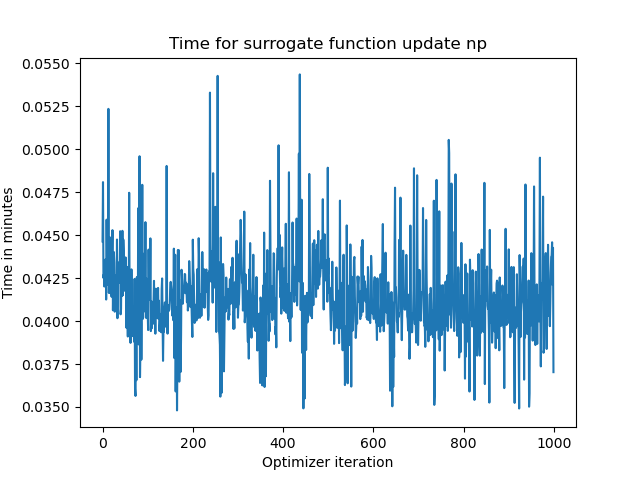 Time for surrogate function update np
0.0550
0.0525
0.0500
0.0475
0.0450
0.0425
0.0400
0.0375
0.0350
Time in minutes
0 200 400 600 800 1000
Optimizer iteration